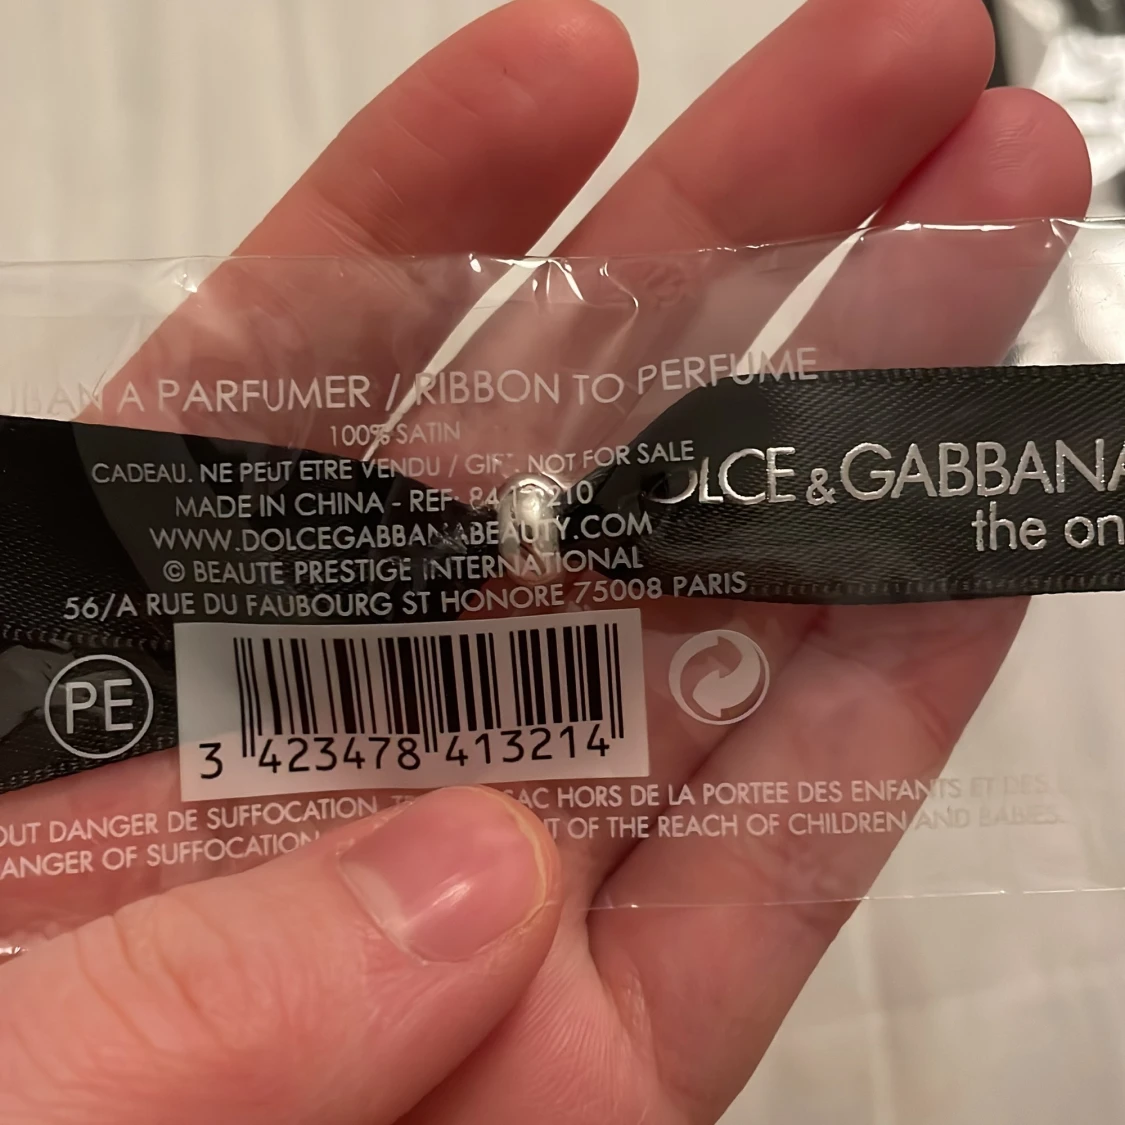 A PARFUMER / RIBBON TO PERFUME
100% SATIN
CADEAU. NE PEUT ETRE VENDU / GIFT. NOT FOR SALE
MADE IN CHINA - REF:
WWW.DOLCEGABBANABEAUTY.COM
© BEAUTE PRESTIGE INTERNATIONAL
56/A RUE DU FAUBOURG ST HONORE 75008 PARIS
DOLCE & GABBANA
the
PE
3 423478 413214
DANGER DE SUFFOCATION SAC HORS DE LA PORTEE DES ENFANTS ET DES
OF SUFFOCATION OF THE REACH OF CHILDREN AND BABIES.